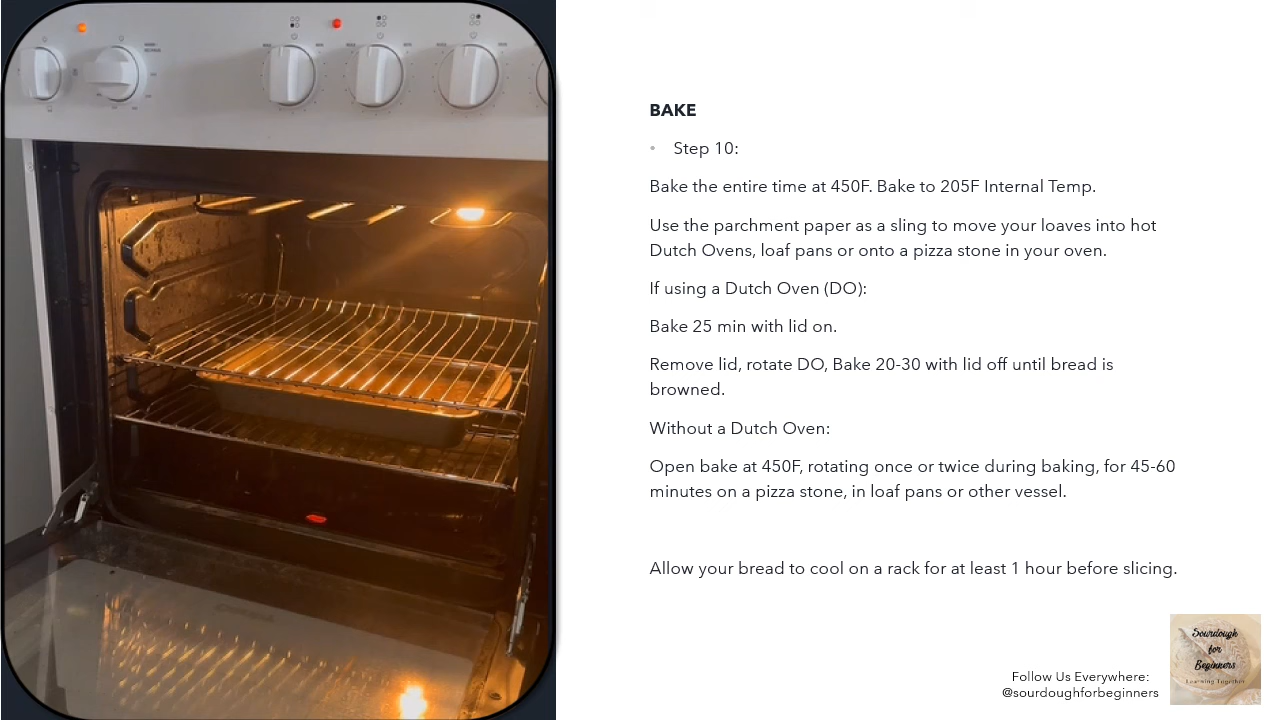 BAKE
• Step 10:
Bake the entire time at 450F. Bake to 205F Internal Temp.
Use the parchment paper as a sling to move your loaves into hot
Dutch Ovens, loaf pans or onto a pizza stone in your oven.
If using a Dutch Oven (DO):
Bake 25 min with lid on.
Remove lid, rotate DO, Bake 20-30 with lid off until bread is
browned.
Without a Dutch Oven:
Open bake at 450F, rotating once or twice during baking, for 45-60
minutes on a pizza stone, in loaf pans or other vessel.
Allow your bread to cool on a rack for at least 1 hour before slicing.
Follow Us Everywhere:
@sourdoughforbeginners
Sourdough
for
Beginners
Learning Together